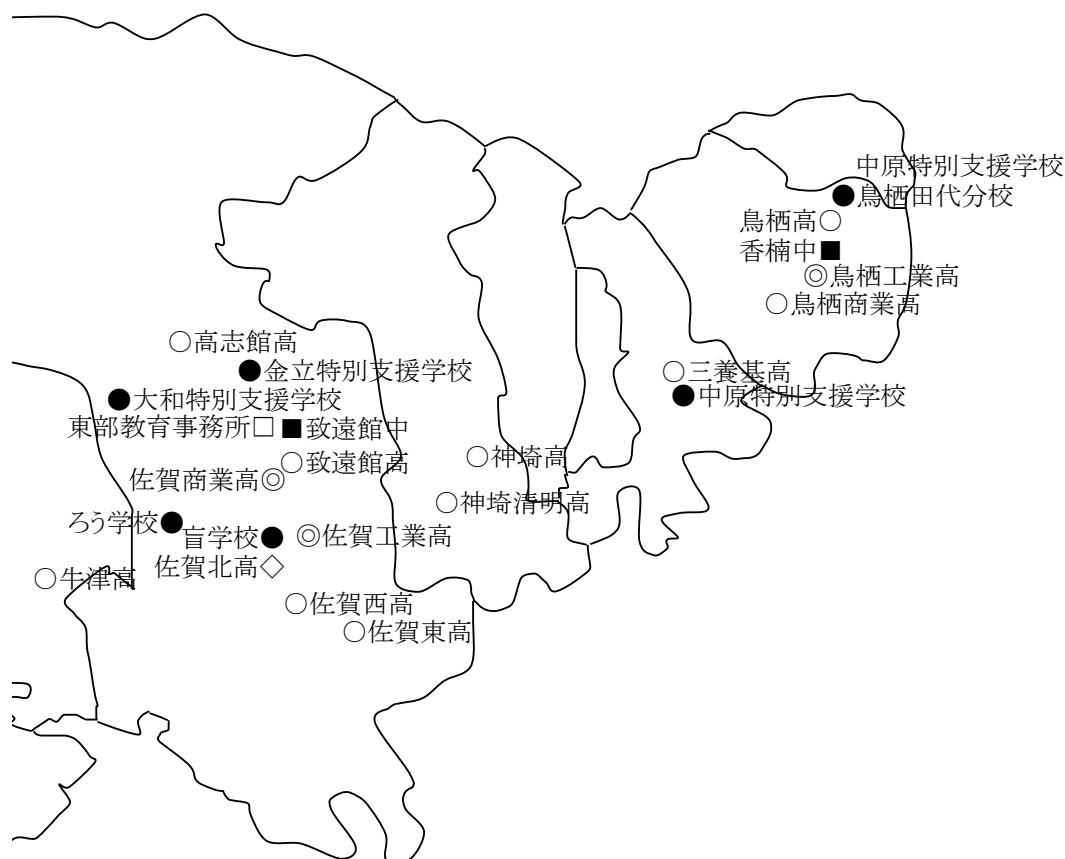 中原特別支援学校
●鳥栖田代分校
鳥栖高○
香楠中■
◎鳥栖工業高
○鳥栖商業高
○高志館高
●金立特別支援学校
○三養基高
●中原特別支援学校
●大和特別支援学校
東部教育事務所□
■致遠館中
○致遠館高
○神埼高
佐賀商業高◎
○神埼清明高
ろう学校●
盲学校●
◎佐賀工業高
佐賀北高◇
○牛津高
○佐賀西高
○佐賀東高